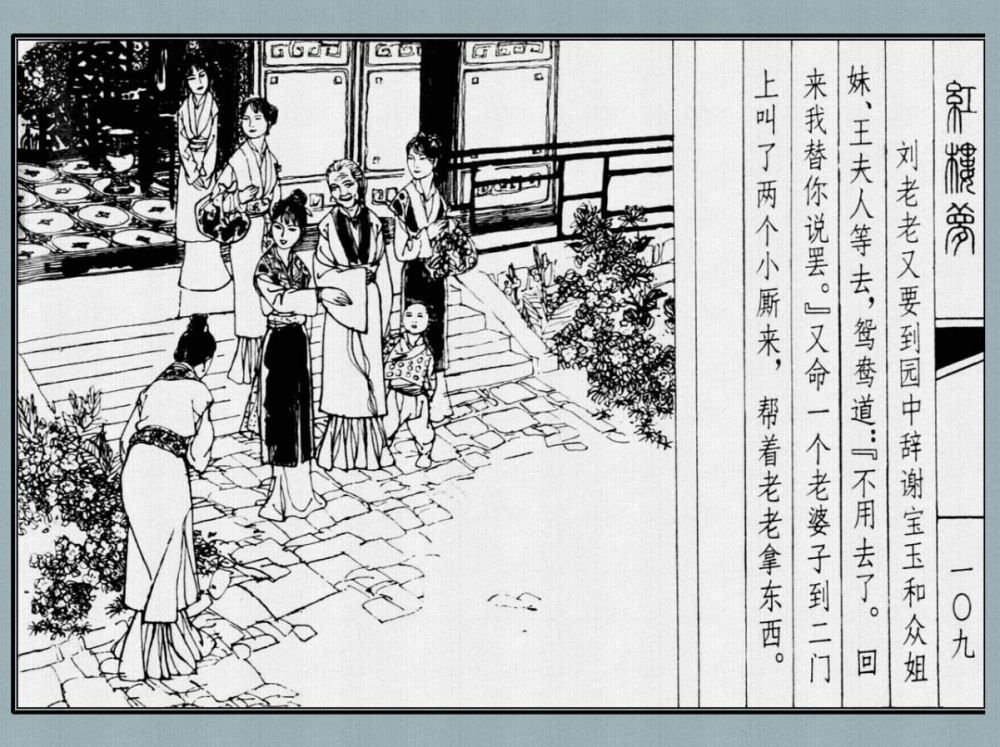 红楼梦
一〇九
刘老老又要到园中辞谢宝玉和众姐
妹、王夫人等去，鸳鸯道：『不用去了。回
来我替你说罢。』又命一个老婆子到二门
上叫了两个小厮来，帮着老老拿东西。